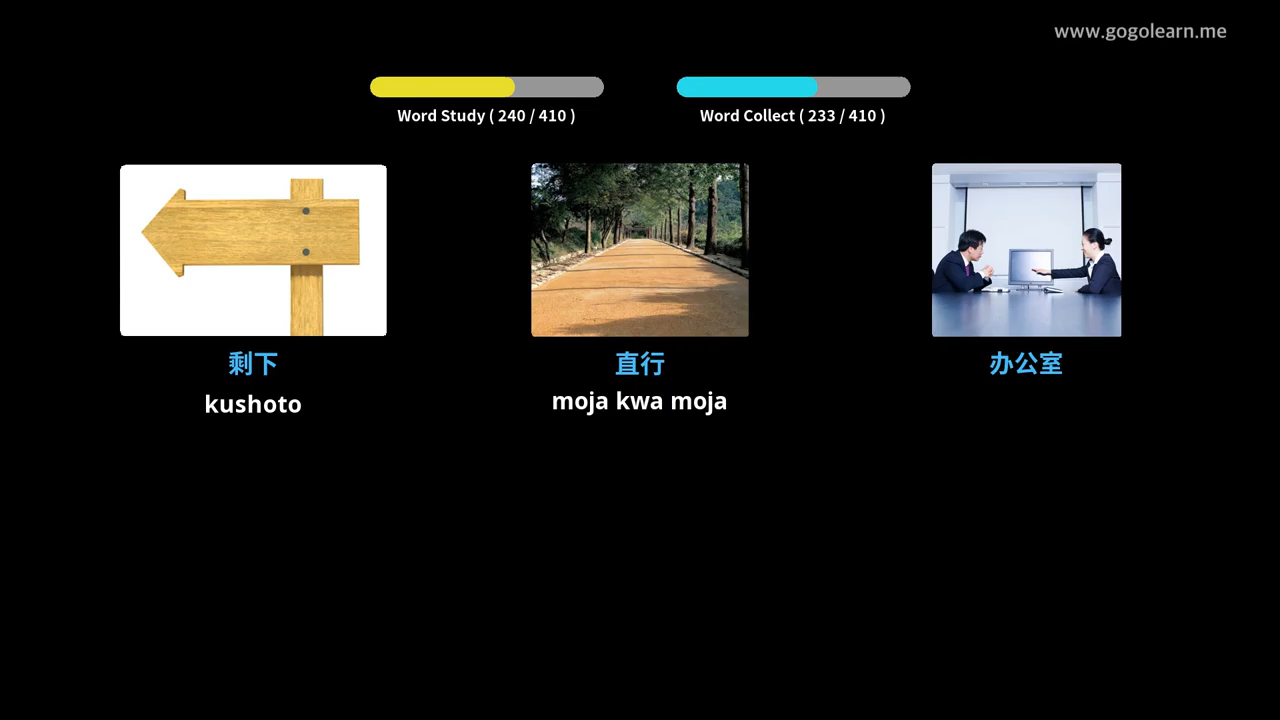 www.gogolearn.me
Word Study ( 240 / 410 )
Word Collect ( 233 / 410 )
剩下
直行
办公室
kushoto
moja kwa moja